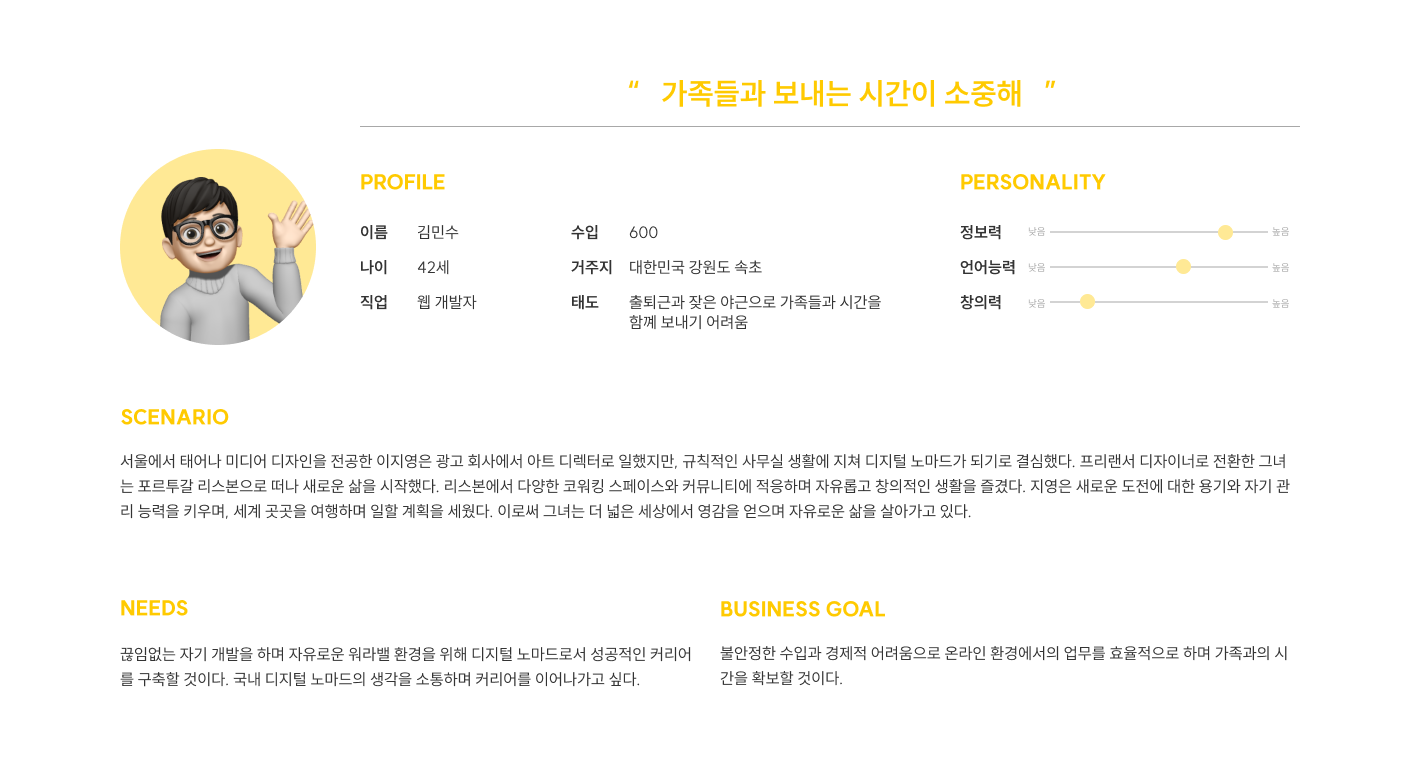 “ 가족들과 보내는 시간이 소중해 ”
PROFILE
이름 김민수
나이 42세
직업 웹 개발자
수입 600
거주지 대한민국 강원도 속초
태도 출퇴근과 잦은 야근으로 가족들과 시간을
함꼐 보내기 어려움
PERSONALITY
정보력 낮음 높음
언어능력 낮음 높음
창의력 낮음 높음
SCENARIO
서울에서 태어나 미디어 디자인을 전공한 이지영은 광고 회사에서 아트 디렉터로 일했지만, 규칙적인 사무실 생활에 지쳐 디지털 노마드가 되기로 결심했다. 프리랜서 디자이너로 전환한 그녀
는 포르투갈 리스본으로 떠나 새로운 삶을 시작했다. 리스본에서 다양한 코워킹 스페이스와 커뮤니티에 적응하며 자유롭고 창의적인 생활을 즐겼다. 지영은 새로운 도전에 대한 용기와 자기 관
리 능력을 키우며, 세계 곳곳을 여행하며 일할 계획을 세웠다. 이로써 그녀는 더 넓은 세상에서 영감을 얻으며 자유로운 삶을 살아가고 있다.
NEEDS
끊임없는 자기 개발을 하며 자유로운 워라밸 환경을 위해 디지털 노마드로서 성공적인 커리어
를 구축할 것이다. 국내 디지털 노마드의 생각을 소통하며 커리어를 이어나가고 싶다.
BUSINESS GOAL
불안정한 수입과 경제적 어려움으로 온라인 환경에서의 업무를 효율적으로 하며 가족과의 시
간을 확보할 것이다.